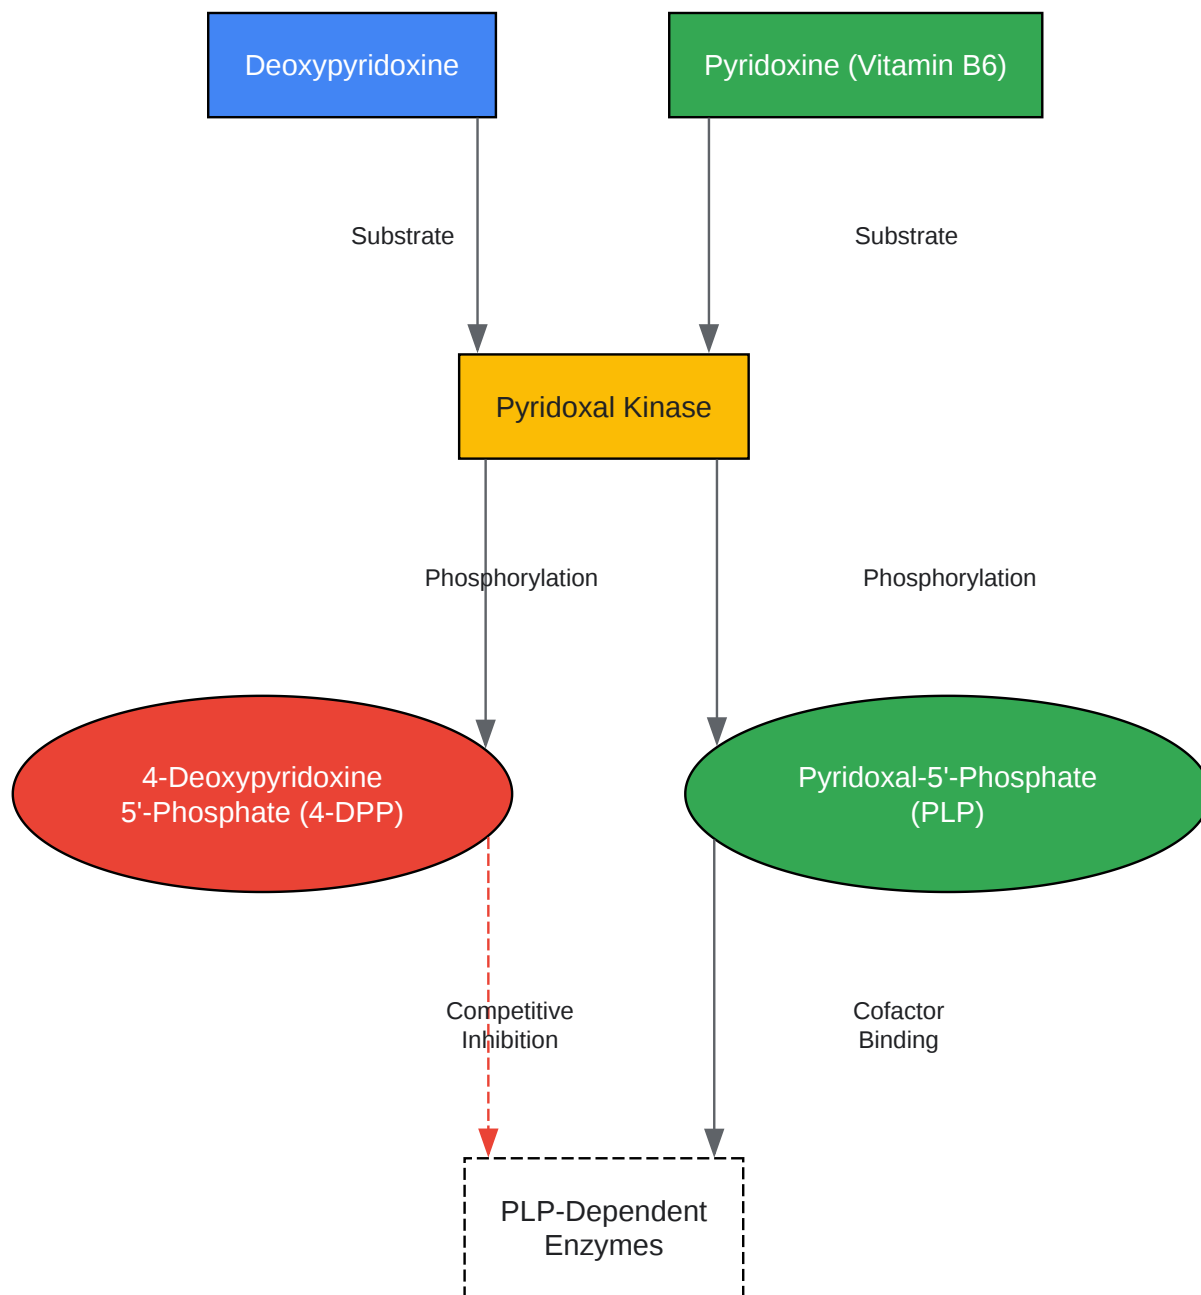 Deoxypyridoxine
Pyridoxine (Vitamin B6)
Substrate
Substrate
Pyridoxal Kinase
Phosphorylation
Phosphorylation
4-Deoxypyridoxine
5'-Phosphate (4-DPP)
Pyridoxal-5'-Phosphate
(PLP)
Competitive
Inhibition
Cofactor
Binding
PLP-Dependent
Enzymes